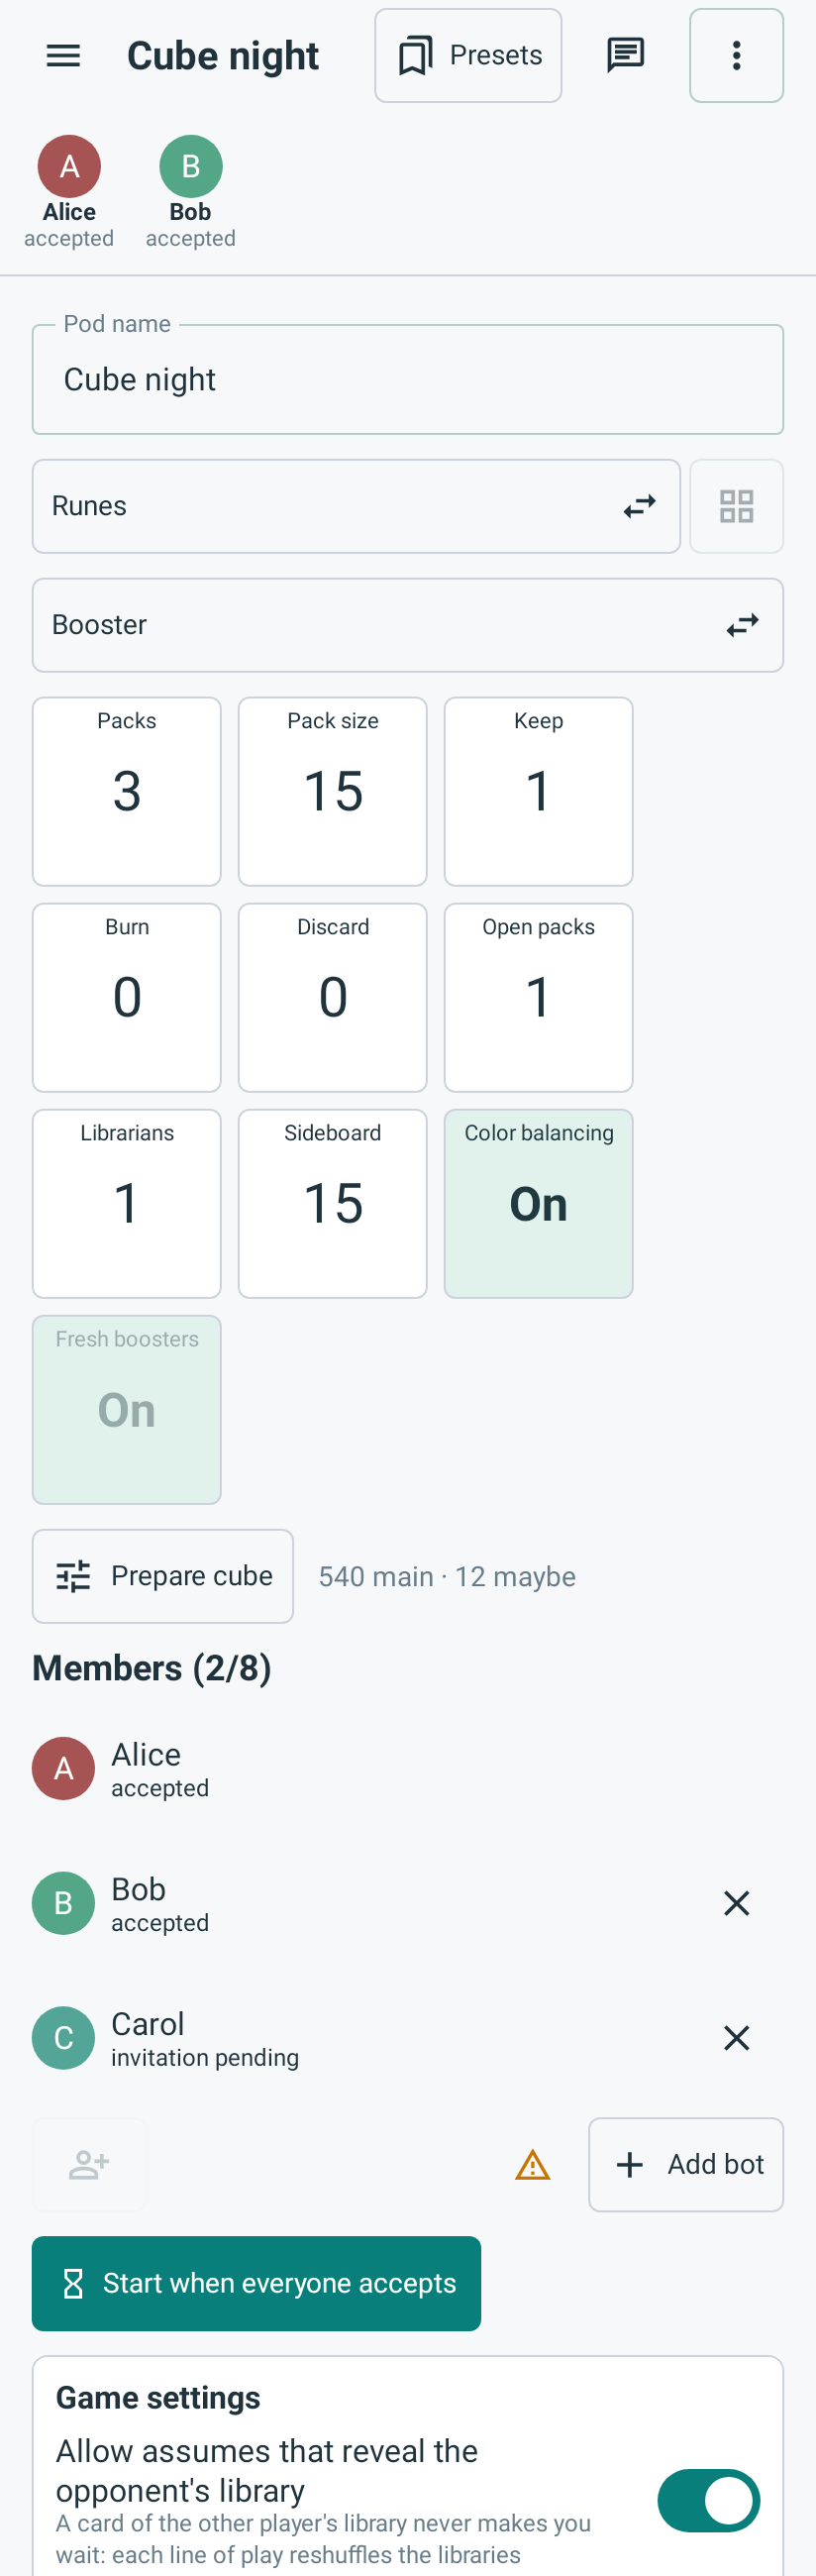 Cube night
Presets
A
B
Alice
Bob
accepted
accepted
Pod name
Cube night
Runes
Booster
Packs
Pack size
Keep
3
15
1
Burn
Discard
Open packs
0
0
1
Librarians
Sideboard
Color balancing
1
15
On
Fresh boosters
On
Prepare cube
540 main · 12 maybe
Members (2/8)
A
Alice
accepted
B
Bob
accepted
C
Carol
invitation pending
Add bot
Start when everyone accepts
Game settings
Allow assumes that reveal the
opponent's library
A card of the other player's library never makes you
wait: each line of play reshuffles the libraries